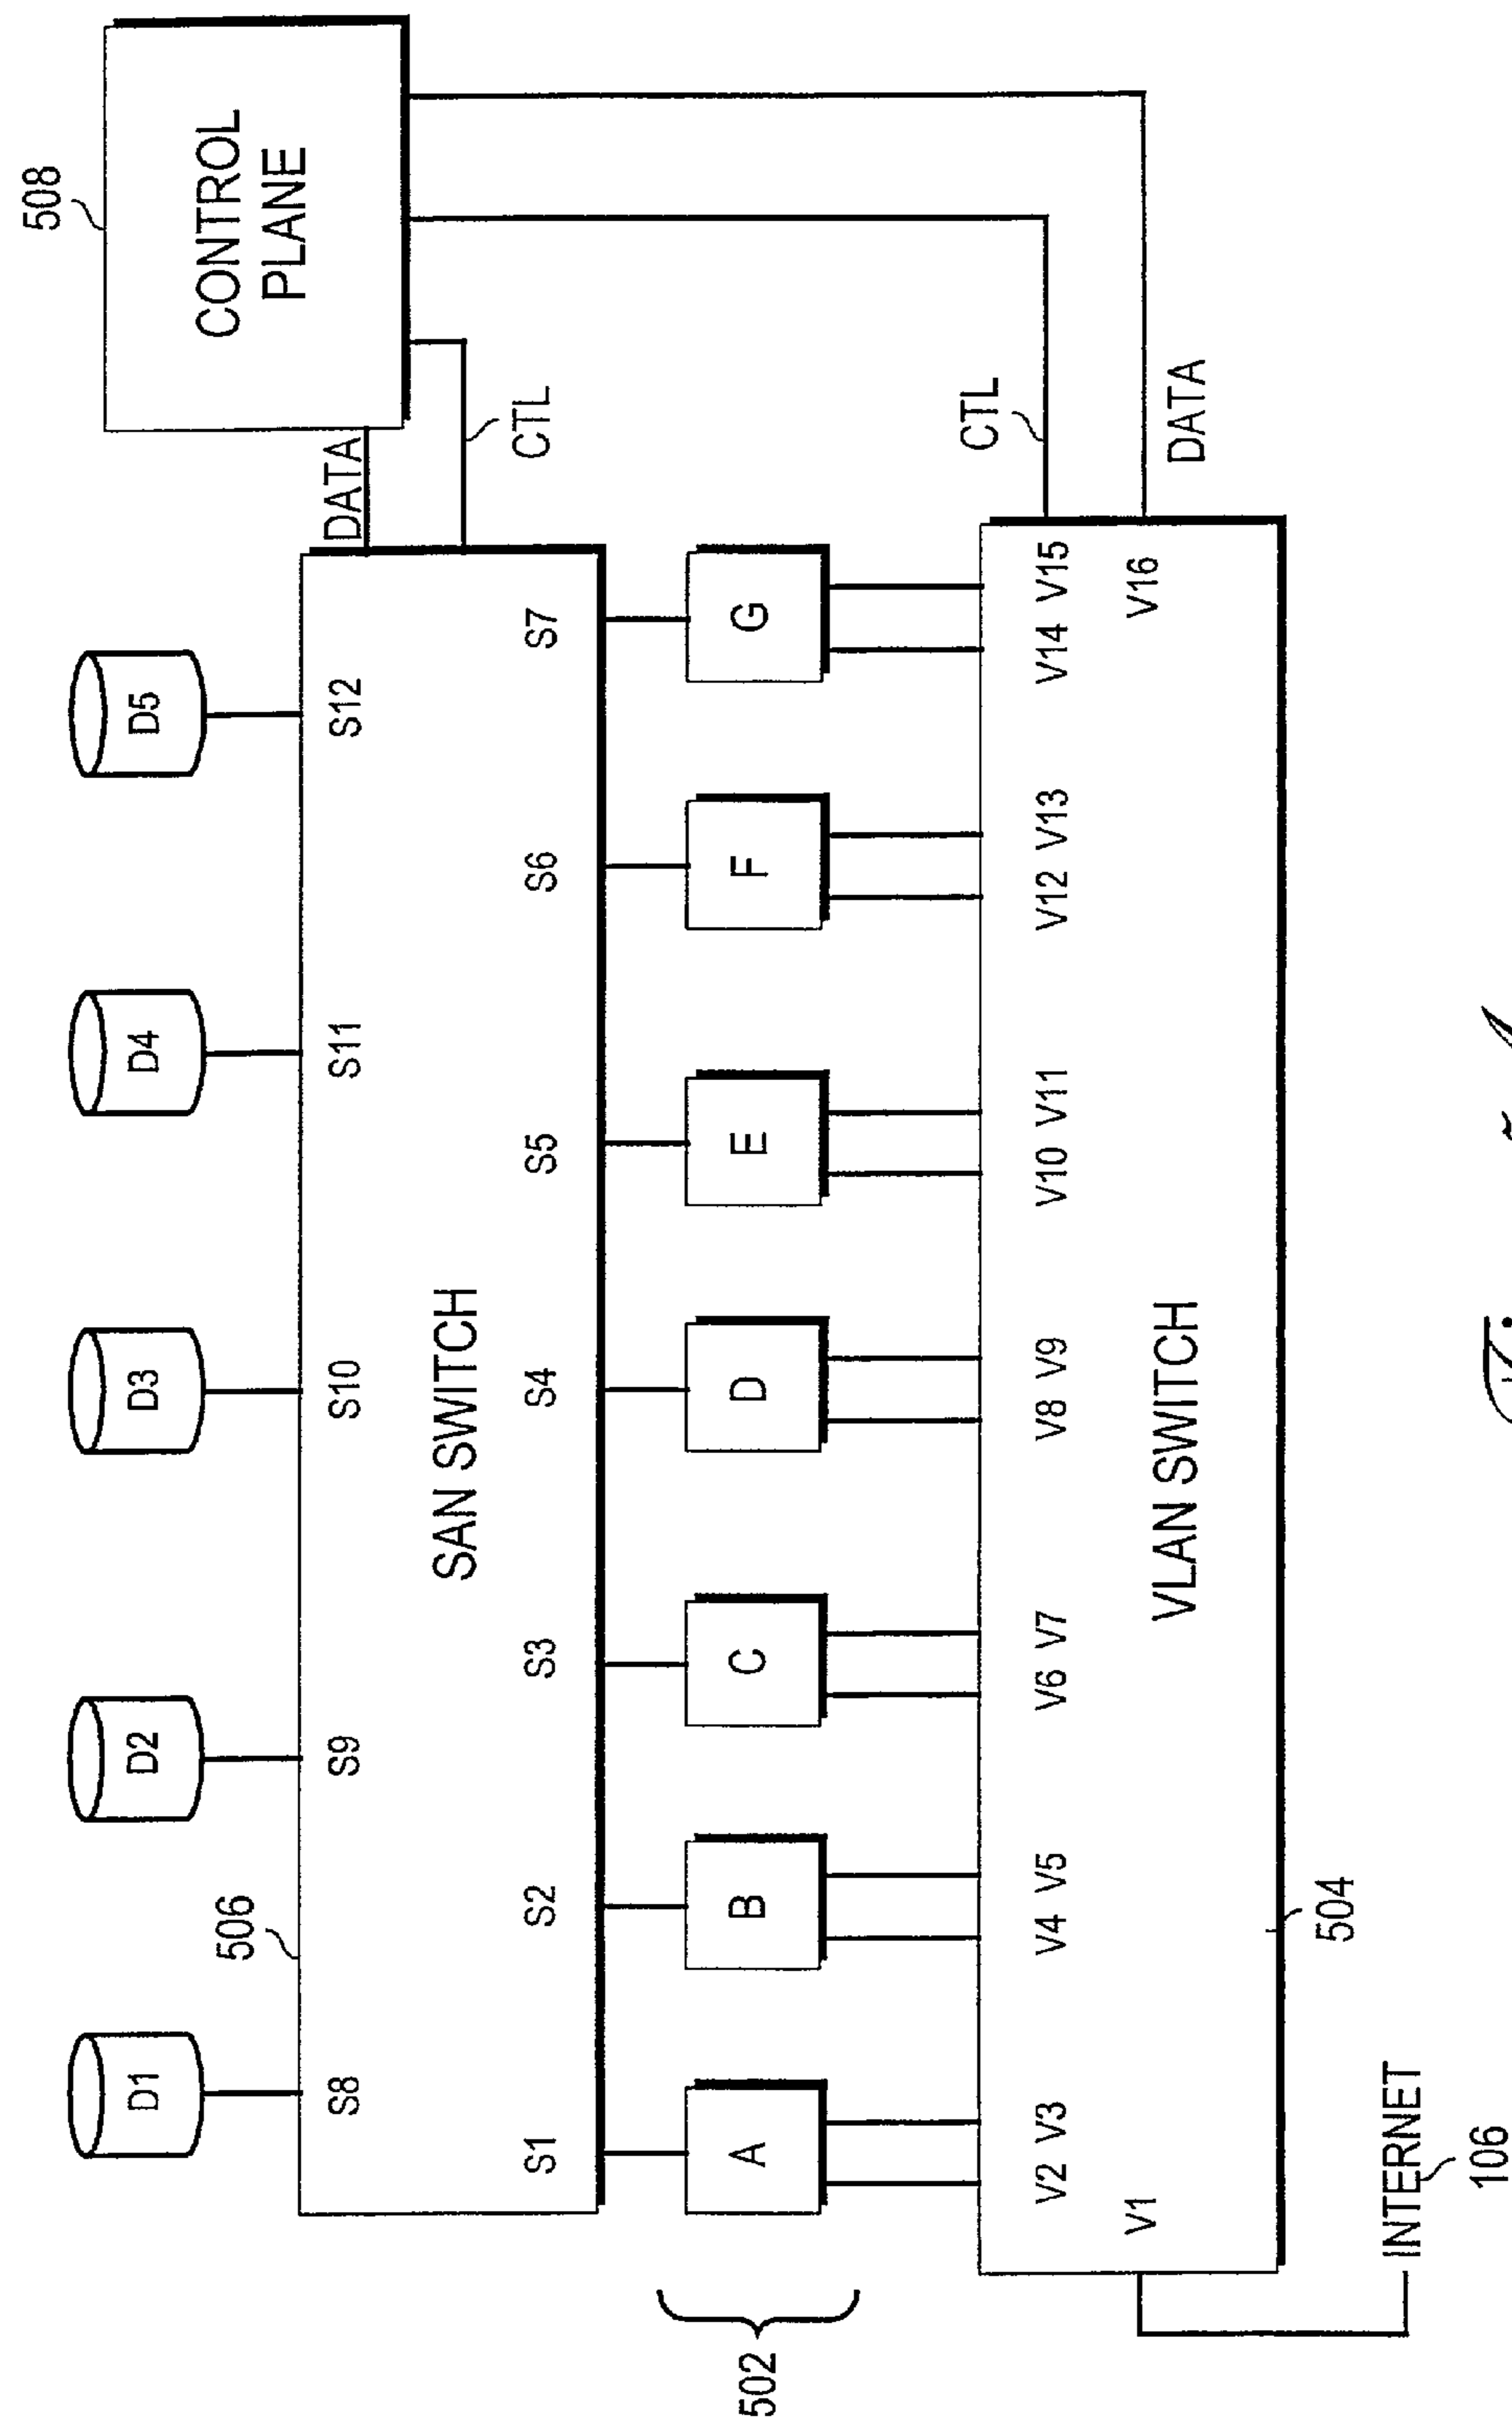 508
CONTROL
PLANE
D1
D2
D3
D4
D5
DATA
CTL
506
S8
S9
S10
S11
S12
SAN SWITCH
S1
S2
S3
S4
S5
S6
S7
502
A
B
C
D
E
F
G
CTL
DATA
V2 V3
V4 V5
V6 V7
V8 V9
V10 V11
V12 V13
V14 V15
V1
V16
VLAN SWITCH
504
INTERNET
106